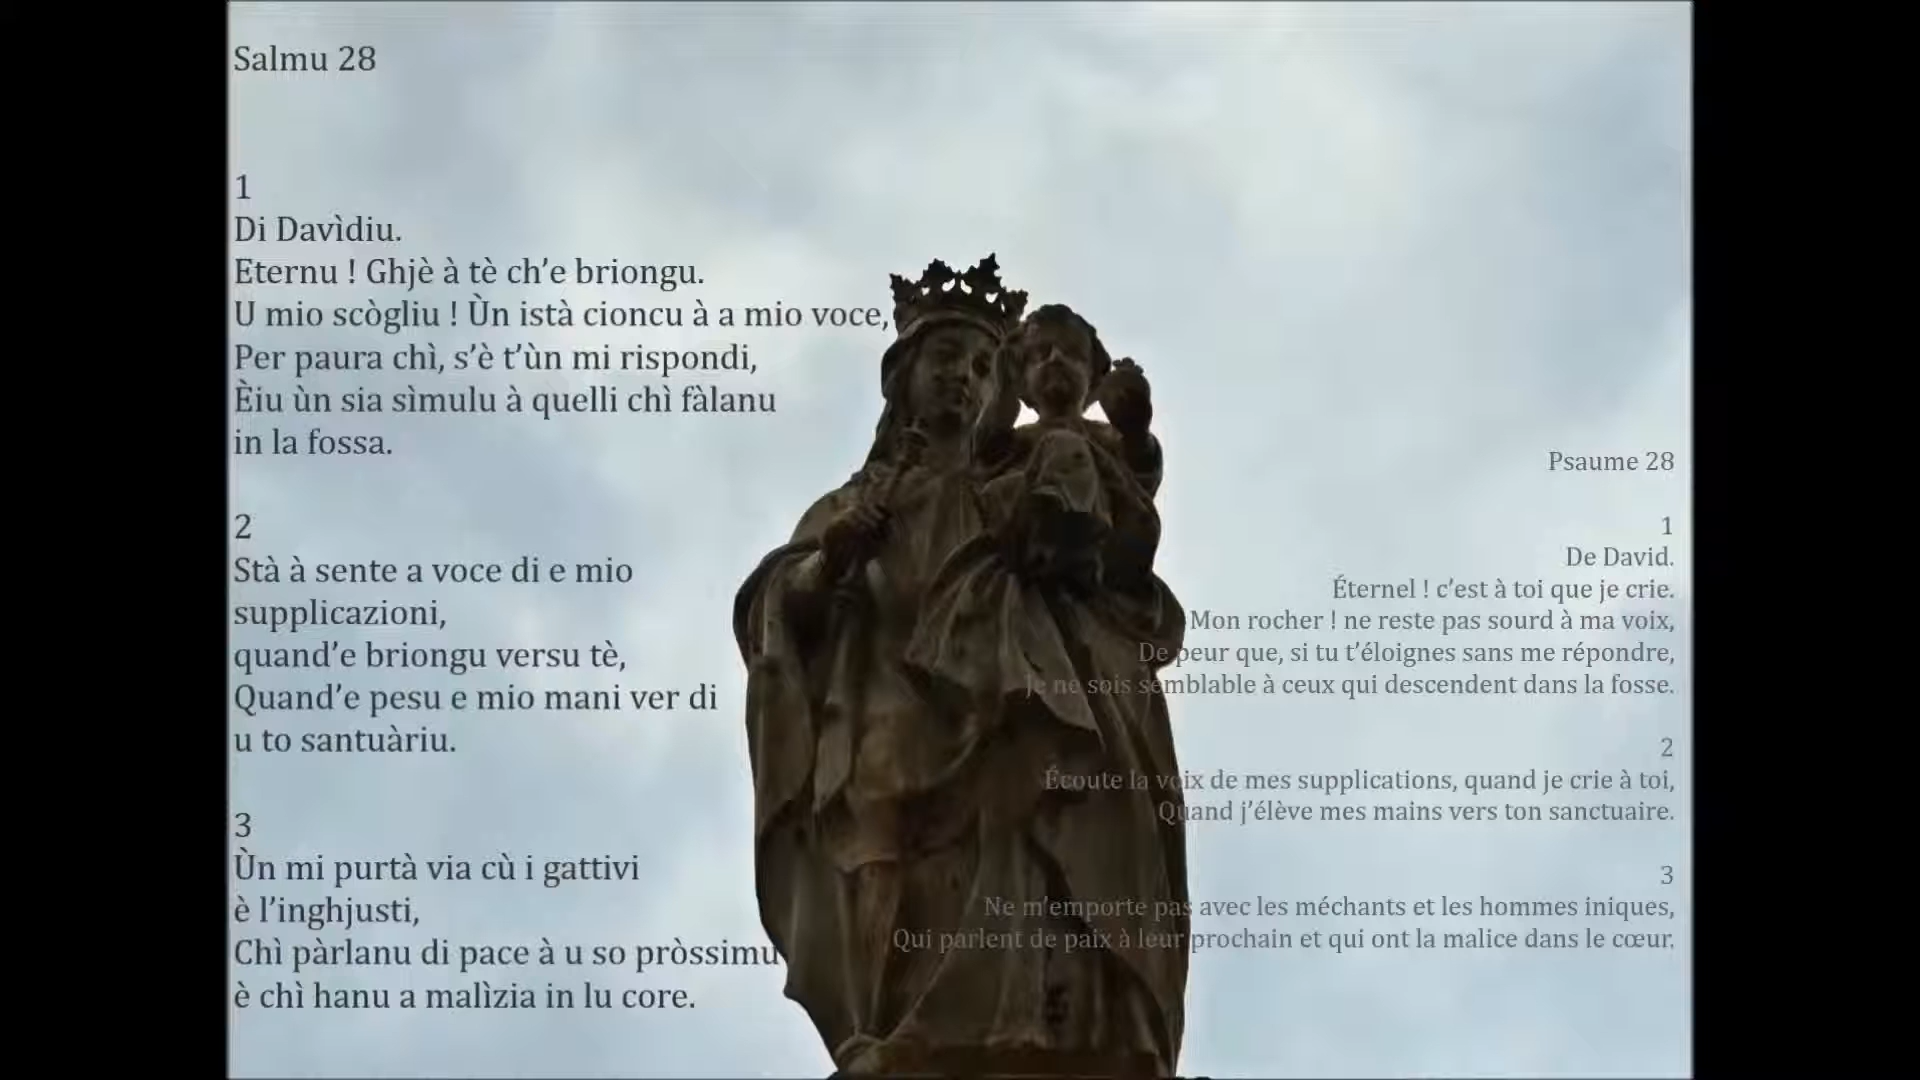 Salmu 28
1
Di Davìdiu.
Eternu ! Ghjè à tè ch’e briongu.
U mio scògliu ! Ùn istà cioncu à a mio voce,
Per paura chì, s’è t’ùn mi rispondi,
Èiu ùn sia sìmulu à quelli chì fàlanu
in la fossa.
2
Stà à sente a voce di e mio
supplicazioni,
quand’e briongu versu tè,
Quand’e pesu e mio mani ver di
u to santuàriu.
3
Ùn mi purtà via cù i gattivi
è l’inghjusti,
Chì pàrlanu di pace à u so pròssimu
è chì hanu a malìzia in lu core.
Psaume 28
1
De David.
Éternel ! c’est à toi que je crie.
Mon rocher ! ne reste pas sourd à ma voix,
De peur que, si tu t’éloignes sans me répondre,
Je ne sois semblable à ceux qui descendent dans la fosse.
2
Écoute la voix de mes supplications, quand je crie à toi,
Quand j’élève mes mains vers ton sanctuaire.
3
Ne m’emporte pas avec les méchants et les hommes iniques,
Qui parlent de paix à leur prochain et qui ont la malice dans le cœur.